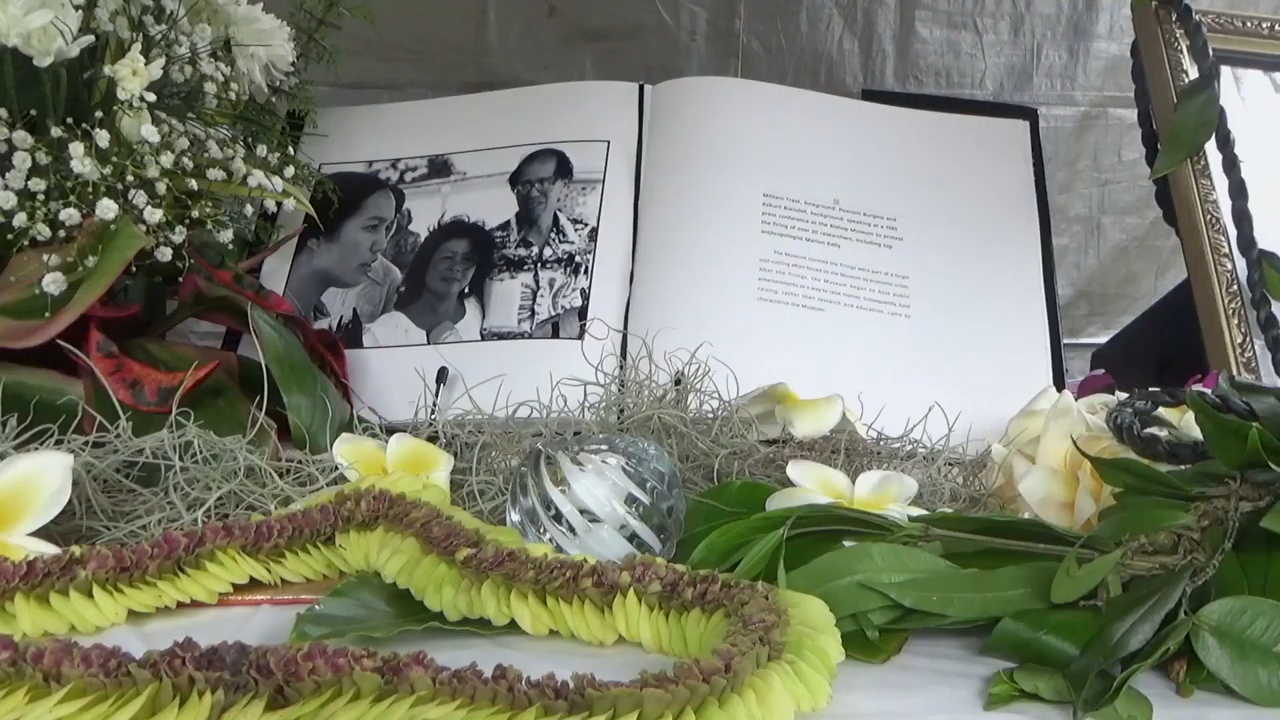 Mililani Trask, foreground. Poanani Burgess and
Kekuni Blaisdell, background. Speaking at a 1985
press conference at the Bishop Museum to protest
the firing of over 30 researchers, including top
anthropologist Marion Kelly.
The Museum claimed the firings were part of a larger
cost-cutting effort forced on the Museum by economic crises.
After the firings, the Museum began to host public
entertainments as a way to raise monies. Subsequently, fund
raising, rather than research and education, came to
characterize the Museum.